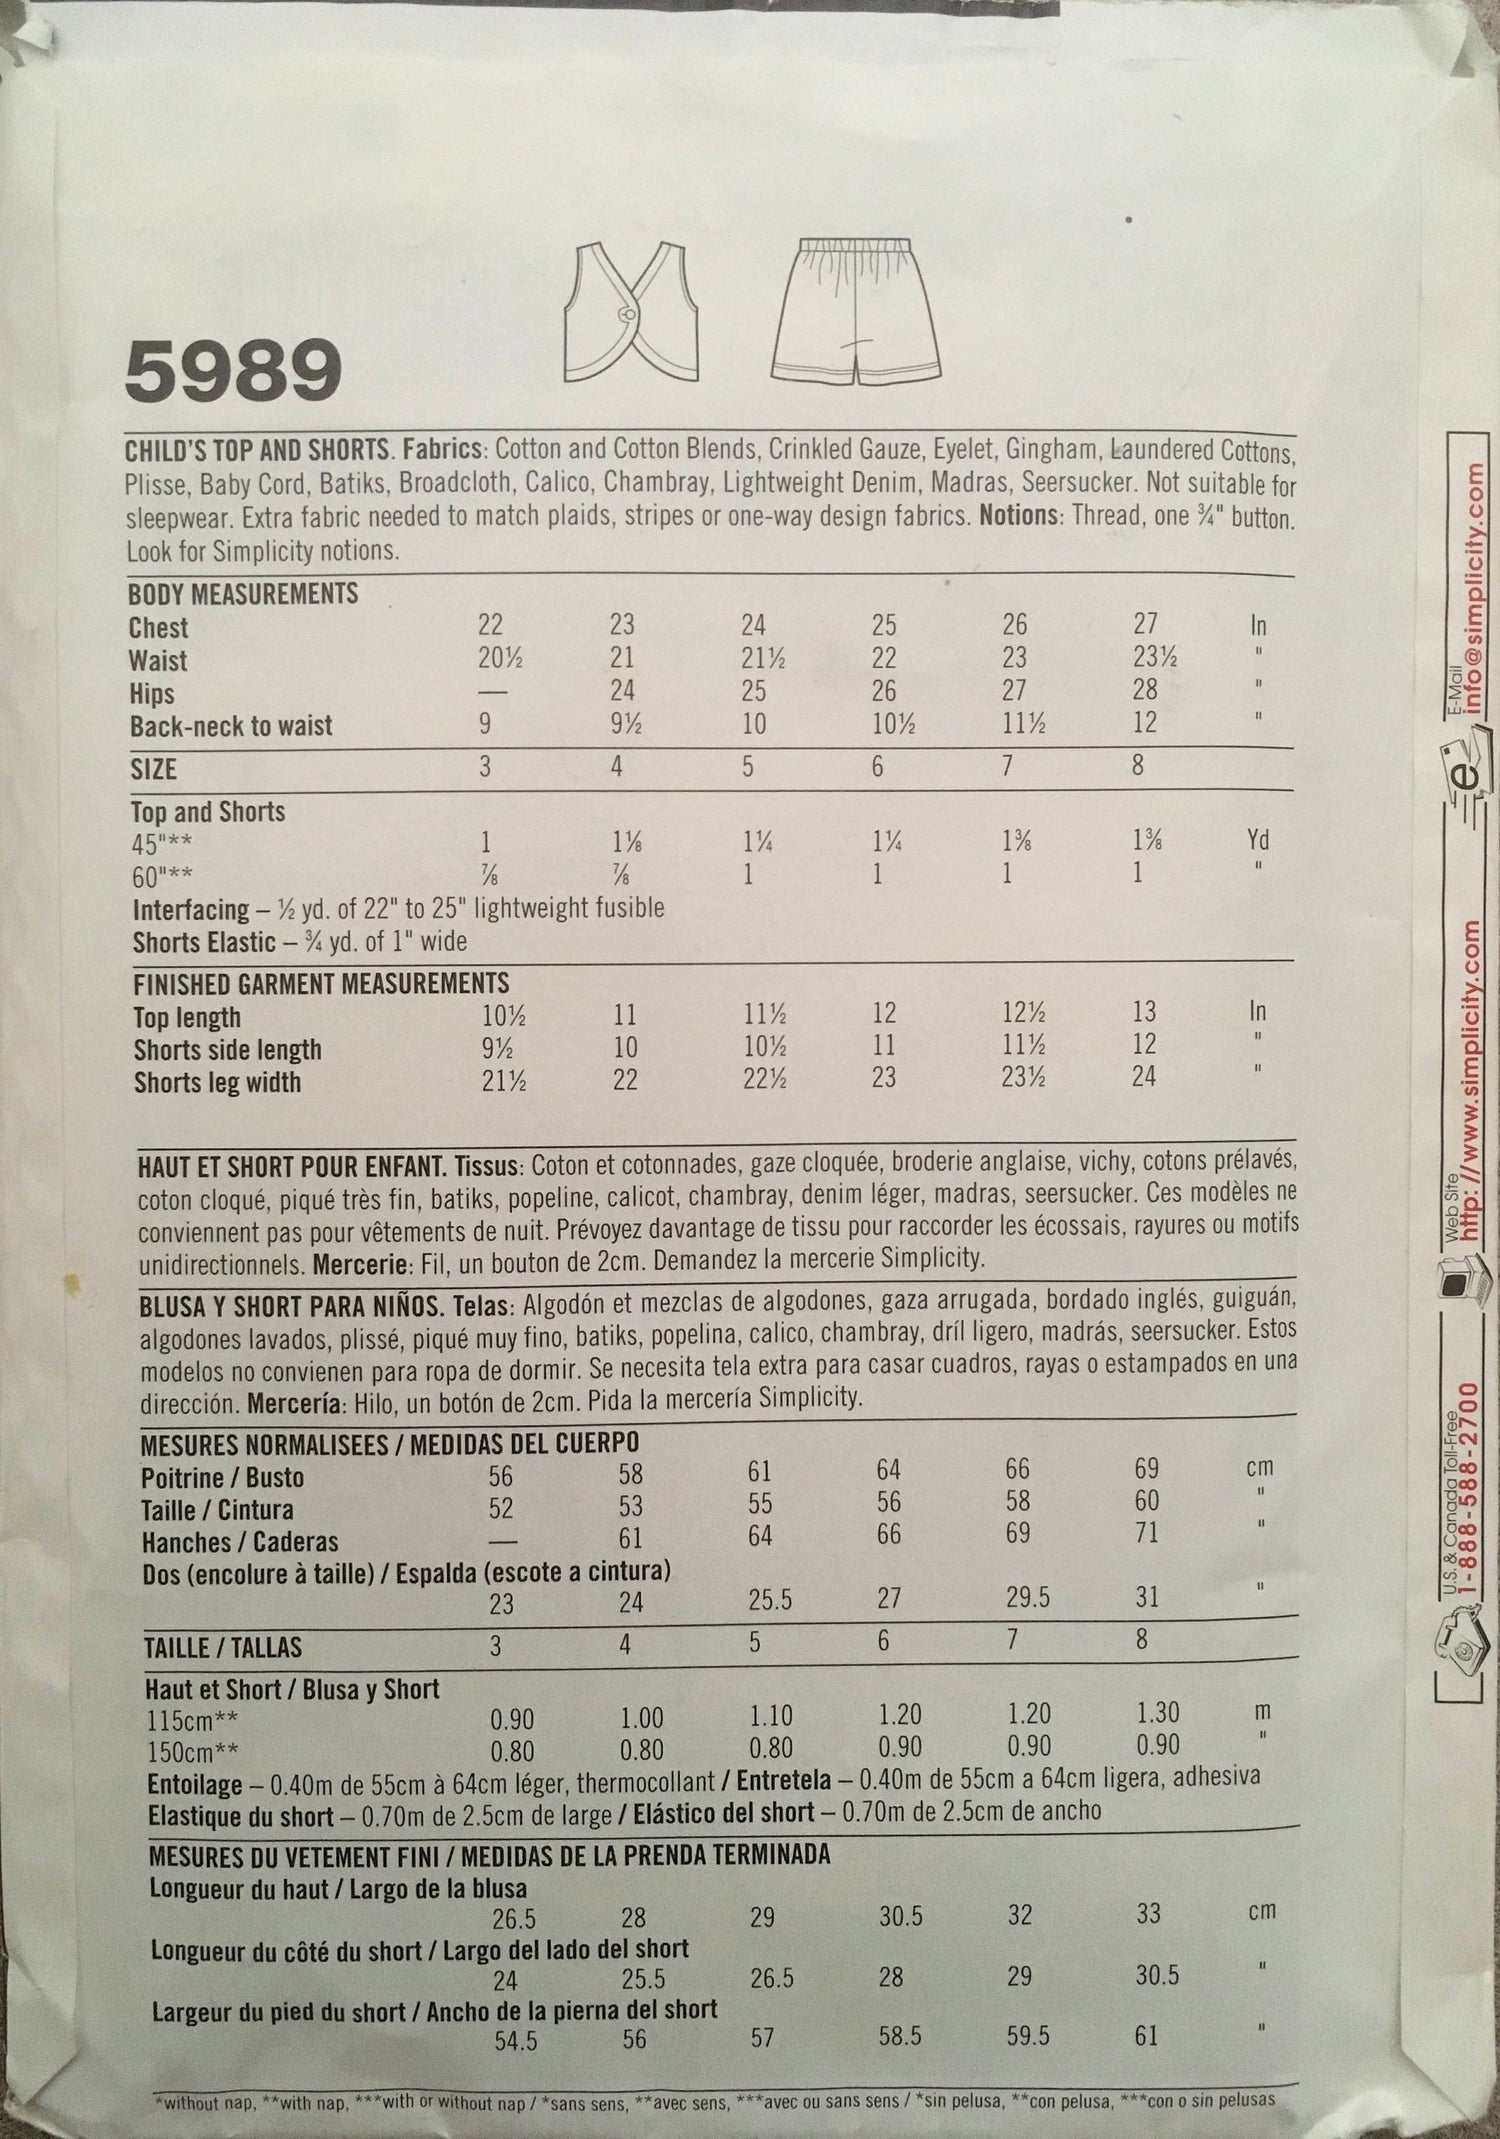 5989
CHILD'S TOP AND SHORTS. Fabrics: Cotton and Cotton Blends, Crinkled Gauze, Eyelet, Gingham, Laundered Cottons,
Plisse, Baby Cord, Batiks, Broadcloth, Calico, Chambray, Lightweight Denim, Madras, Seersucker. Not suitable for
sleepwear. Extra fabric needed to match plaids, stripes or one-way design fabrics. Notions: Thread, one ¾" button.
Look for Simplicity notions.
BODY MEASUREMENTS
Chest 22 23 24 25 26 27 In
Waist 20½ 21 21½ 22 23 23½ "
Hips — 24 25 26 27 28 "
Back-neck to waist 9 9½ 10 10½ 11½ 12 "
SIZE 3 4 5 6 7 8
Top and Shorts
45"** 1 1⅛ 1¼ 1¼ 1⅜ 1⅜ Yd
60"** ⅞ ⅞ 1 1 1 1 "
Interfacing – ½ yd. of 22" to 25" lightweight fusible
Shorts Elastic – ¾ yd. of 1" wide
FINISHED GARMENT MEASUREMENTS
Top length 10½ 11 11½ 12 12½ 13 In
Shorts side length 9½ 10 10½ 11 11½ 12 "
Shorts leg width 21½ 22 22½ 23 23½ 24 "
HAUT ET SHORT POUR ENFANT. Tissus: Coton et cotonnades, gaze cloquée, broderie anglaise, vichy, cotons prélavés,
coton cloqué, piqué très fin, batiks, popeline, calicot, chambray, denim léger, madras, seersucker. Ces modèles ne
conviennent pas pour vêtements de nuit. Prévoyez davantage de tissu pour raccorder les écossais, rayures ou motifs
unidirectionnels. Mercerie: Fil, un bouton de 2cm. Demandez la mercerie Simplicity.
BLUSA Y SHORT PARA NIÑOS. Telas: Algodón et mezclas de algodones, gaza arrugada, bordado inglés, guiguán,
algodones lavados, plissé, piqué muy fino, batiks, popelina, calico, chambray, dríl ligero, madrás, seersucker. Estos
modelos no convienen para ropa de dormir. Se necesita tela extra para casar cuadros, rayas o estampados en una
dirección. Mercería: Hilo, un botón de 2cm. Pida la mercería Simplicity.
MESURES NORMALISEES / MEDIDAS DEL CUERPO
Poitrine / Busto 56 58 61 64 66 69 cm
Taille / Cintura 52 53 55 56 58 60 "
Hanches / Caderas — 61 64 66 69 71 "
Dos (encolure à taille) / Espalda (escote a cintura)
23 24 25.5 27 29.5 31 "
TAILLE / TALLAS 3 4 5 6 7 8
Haut et Short / Blusa y Short
115cm** 0.90 1.00 1.10 1.20 1.20 1.30 m
150cm** 0.80 0.80 0.80 0.90 0.90 0.90 "
Entoilage – 0.40m de 55cm à 64cm léger, thermocollant / Entretela – 0.40m de 55cm a 64cm ligera, adhesiva
Elastique du short – 0.70m de 2.5cm de large / Elástico del short – 0.70m de 2.5cm de ancho
MESURES DU VETEMENT FINI / MEDIDAS DE LA PRENDA TERMINADA
Longueur du haut / Largo de la blusa
26.5 28 29 30.5 32 33 cm
Longueur du côté du short / Largo del lado del short
24 25.5 26.5 28 29 30.5 "
Largeur du pied du short / Ancho de la pierna del short
54.5 56 57 58.5 59.5 61 "
*without nap, **with nap, ***with or without nap / *sans sens, **avec sens, ***avec ou sans sens / *sin pelusa, **con pelusa, ***con o sin pelusas
U.S. & Canada Toll-Free
1-888-588-2700
Web Site
http://www.simplicity.com
e
E-Mail
info@simplicity.com